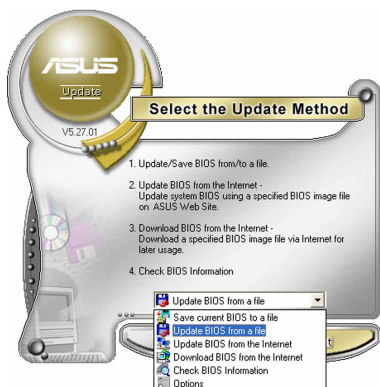 ASUS
Update
V5.27.01
Select the Update Method
1. Update/Save BIOS from/to a file.
2. Update BIOS from the Internet -
Update system BIOS using a specified BIOS image file
on ASUS Web Site.
3. Download BIOS from the Internet -
Download a specified BIOS image file via Internet for
later usage.
4. Check BIOS Information
Update BIOS from a file
Save current BIOS to a file
Update BIOS from a file
Update BIOS from the Internet
Download BIOS from the Internet
Check BIOS Information
Options